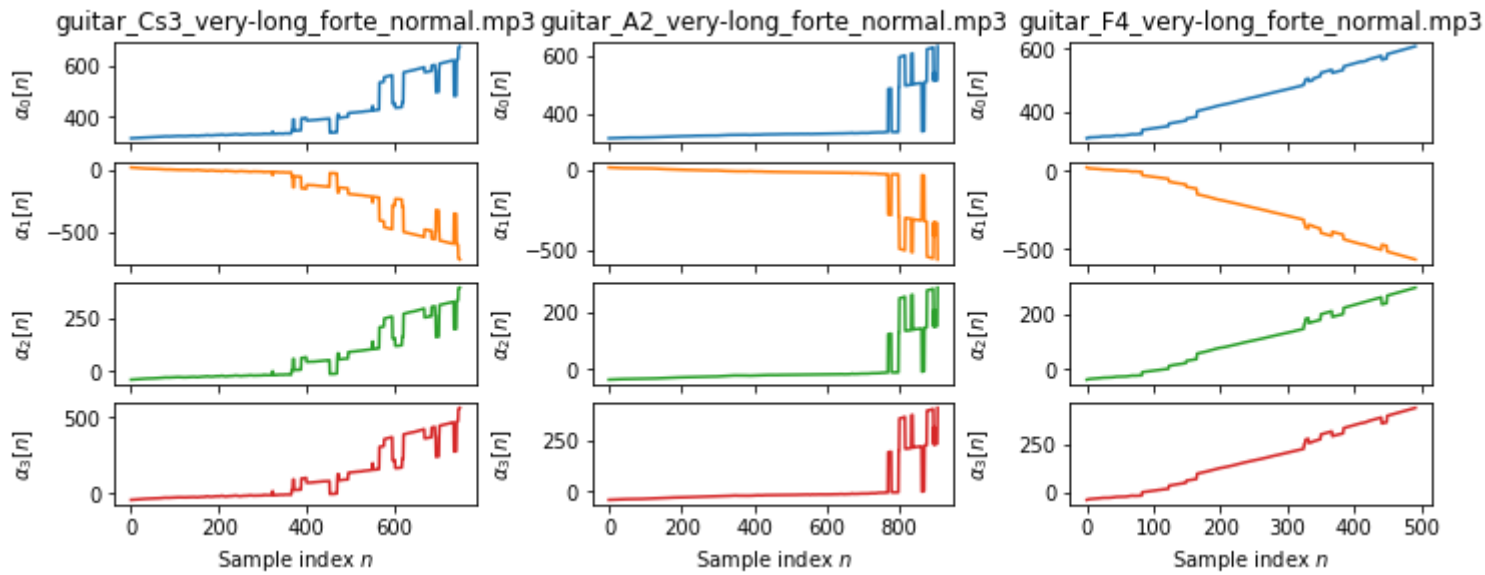 guitar_Cs3_very-long_forte_normal.mp3 guitar_A2_very-long_forte_normal.mp3 guitar_F4_very-long_forte_normal.mp3
α₀[n] 600 400 α₀[n] 600 400 α₀[n] 600 400
α₁[n] 0 −500 α₁[n] 0 −500 α₁[n] 0 −500
α₂[n] 250 0 α₂[n] 200 0 α₂[n] 200 0
α₃[n] 500 0 α₃[n] 250 0 α₃[n] 250 0
0 200 400 600 0 200 400 600 800 0 100 200 300 400 500
Sample index n Sample index n Sample index n